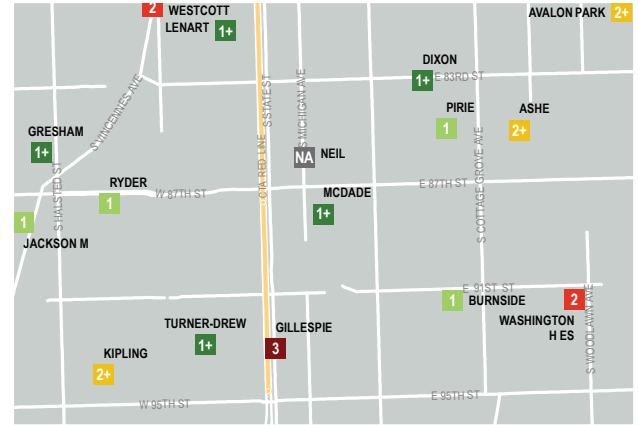 2
WESTCOTT
LENART
1+
AVALON PARK
2+
DIXON
1+
E 83RD ST
S VINCENNES AVE
S STATE ST
S MICHIGAN AVE
PIRIE
1
ASHE
2+
GRESHAM
1+
NA
NEIL
CTA RED LINE
S COTTAGE GROVE AVE
S HALSTED ST
RYDER
1
W 87TH ST
E 87TH ST
MCDADE
1+
1
JACKSON M
E 91ST ST
1
BURNSIDE
2
WASHINGTON
H ES
S WOODLAWN AVE
TURNER-DREW
1+
GILLESPIE
3
KIPLING
2+
W 95TH ST
E 95TH ST